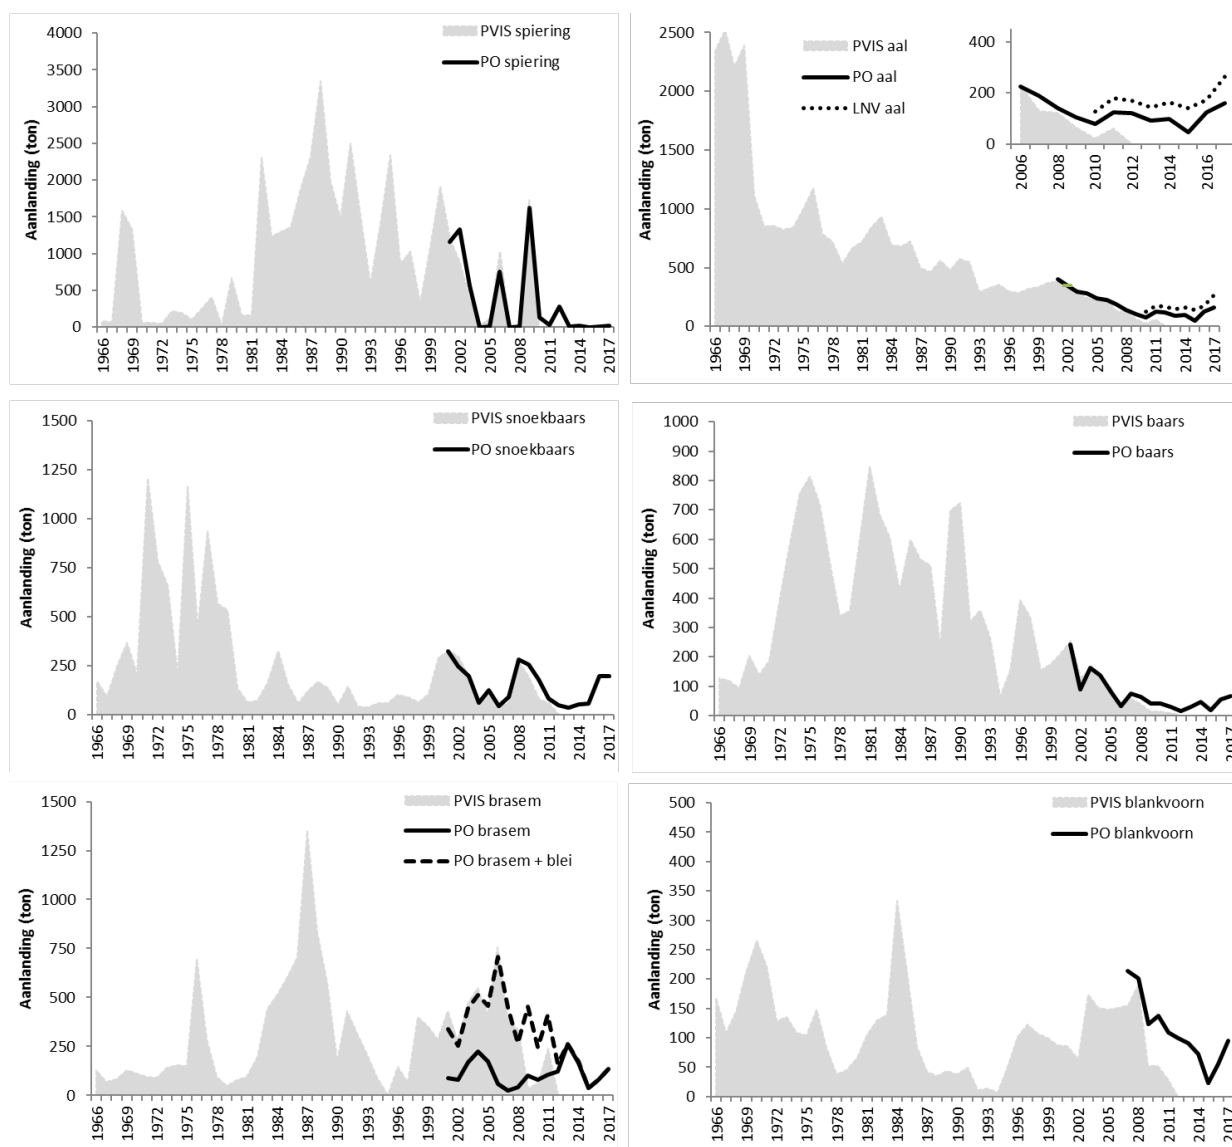 PVIS spiering
PO spiering
Aanlanding (ton)
4000
3500
3000
2500
2000
1500
1000
500
0
1966 1969 1972 1975 1978 1981 1984 1987 1990 1993 1996 1999 2002 2005 2008 2011 2014 2017
PVIS aal
PO aal
LNV aal
Aanlanding (ton)
2500
2000
1500
1000
500
0
1966 1969 1972 1975 1978 1981 1984 1987 1990 1993 1996 1999 2002 2005 2008 2011 2014 2017
400
200
0
2006 2008 2010 2012 2014 2016
PVIS snoekbaars
PO snoekbaars
Aanlanding (ton)
1500
1250
1000
750
500
250
0
1966 1969 1972 1975 1978 1981 1984 1987 1990 1993 1996 1999 2002 2005 2008 2011 2014 2017
PVIS baars
PO baars
Aanlanding (ton)
1000
900
800
700
600
500
400
300
200
100
0
1966 1969 1972 1975 1978 1981 1984 1987 1990 1993 1996 1999 2002 2005 2008 2011 2014 2017
PVIS brasem
PO brasem
PO brasem + blei
Aanlanding (ton)
1500
1250
1000
750
500
250
0
1966 1969 1972 1975 1978 1981 1984 1987 1990 1993 1996 1999 2002 2005 2008 2011 2014 2017
PVIS blankvoorn
PO blankvoorn
Aanlanding (ton)
500
450
400
350
300
250
200
150
100
50
0
1966 1969 1972 1975 1978 1981 1984 1987 1990 1993 1996 1999 2002 2005 2008 2011 2014 2017